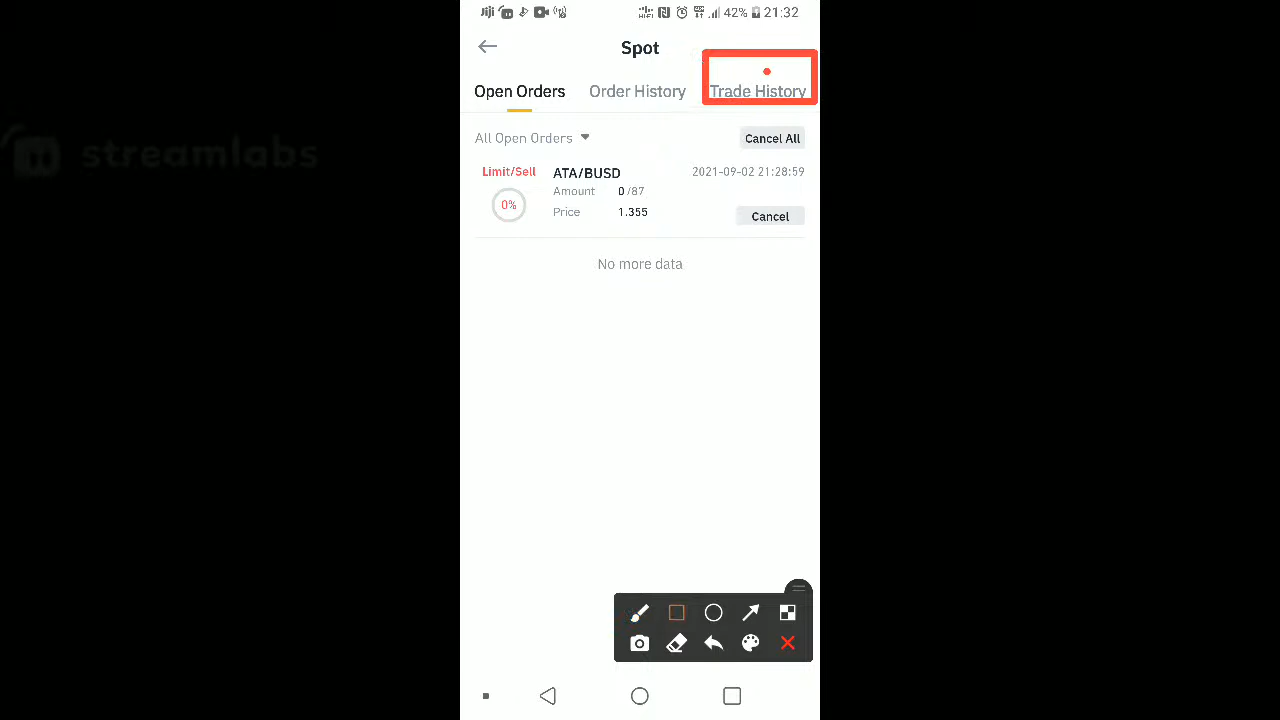 Jiji 42% 21:32
Spot
Open Orders Order History Trade History
streamlabs
All Open Orders Cancel All
Limit/Sell ATA/BUSD 2021-09-02 21:28:59
Amount 0/87
0% Price 1.355 Cancel
No more data